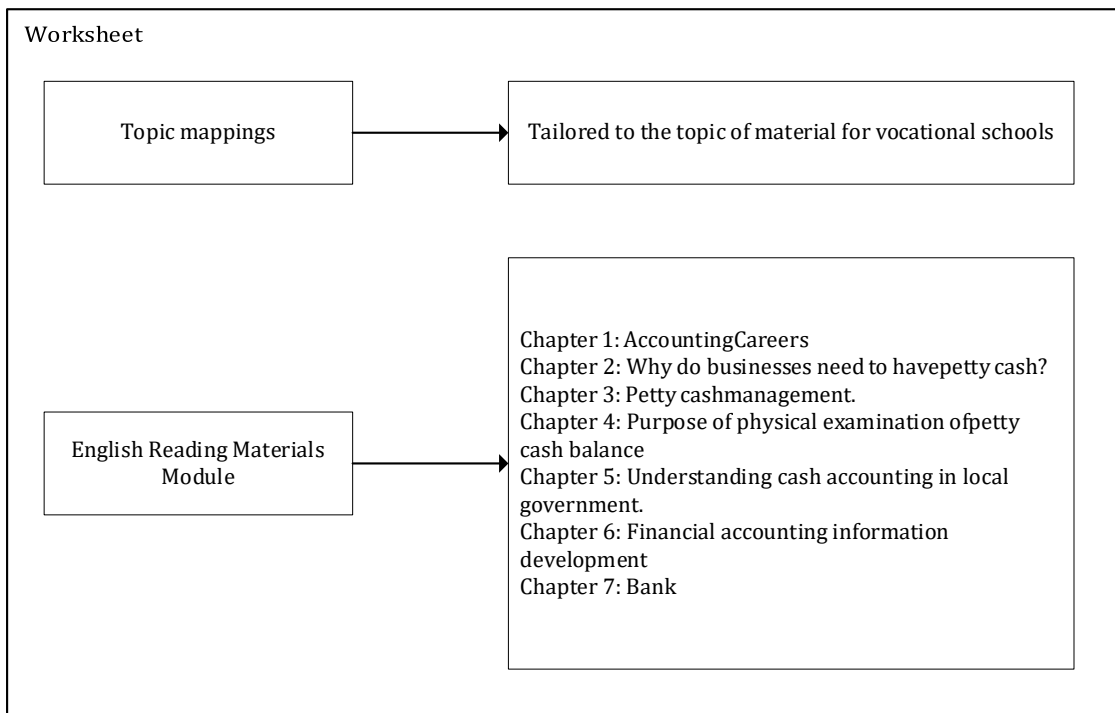 Worksheet
Topic mappings
Tailored to the topic of material for vocational schools
English Reading Materials
Module
Chapter 1: AccountingCareers
Chapter 2: Why do businesses need to havepetty cash?
Chapter 3: Petty cashmanagement.
Chapter 4: Purpose of physical examination ofpetty
cash balance
Chapter 5: Understanding cash accounting in local
government.
Chapter 6: Financial accounting information
development
Chapter 7: Bank